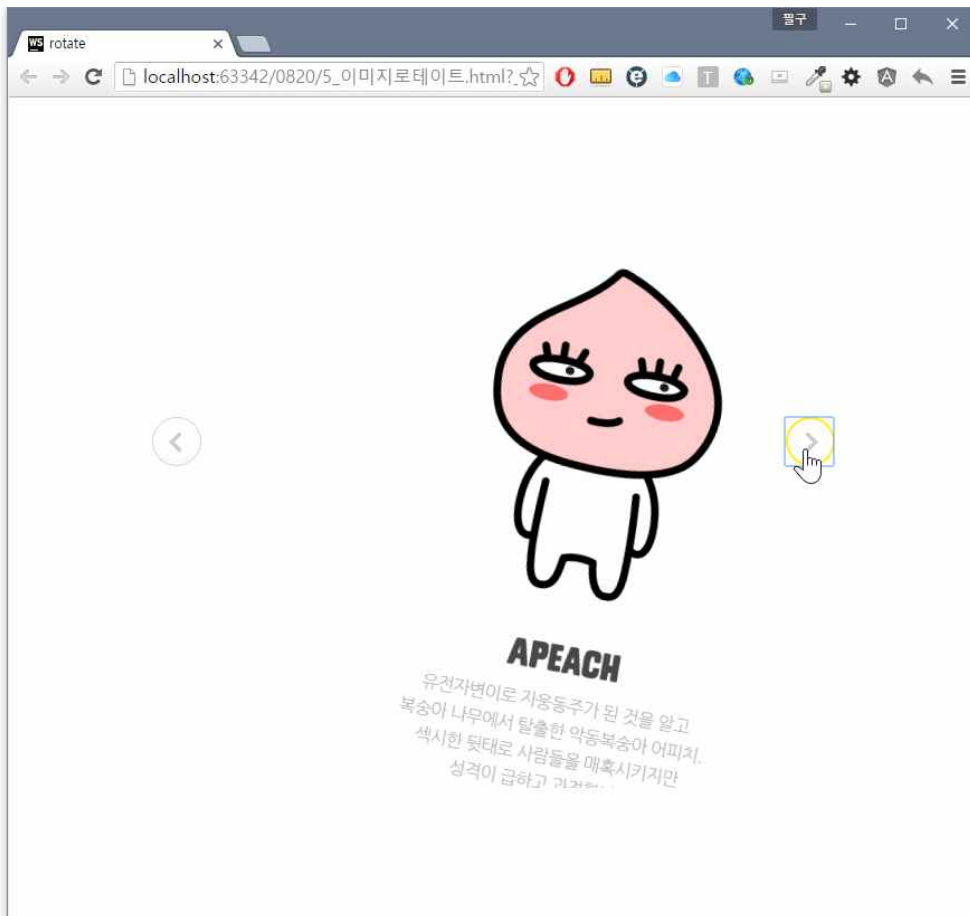 필구
WS rotate
localhost:63342/0820/5_이미지로테이트.html?_
T
A
APEACH
유전자변이로 자웅동주가 된 것을 알고
복숭아 나무에서 탈출한 악동복숭아 어피치.
섹시한 뒷태로 사람들을 매혹시키지만
성격이 급하고